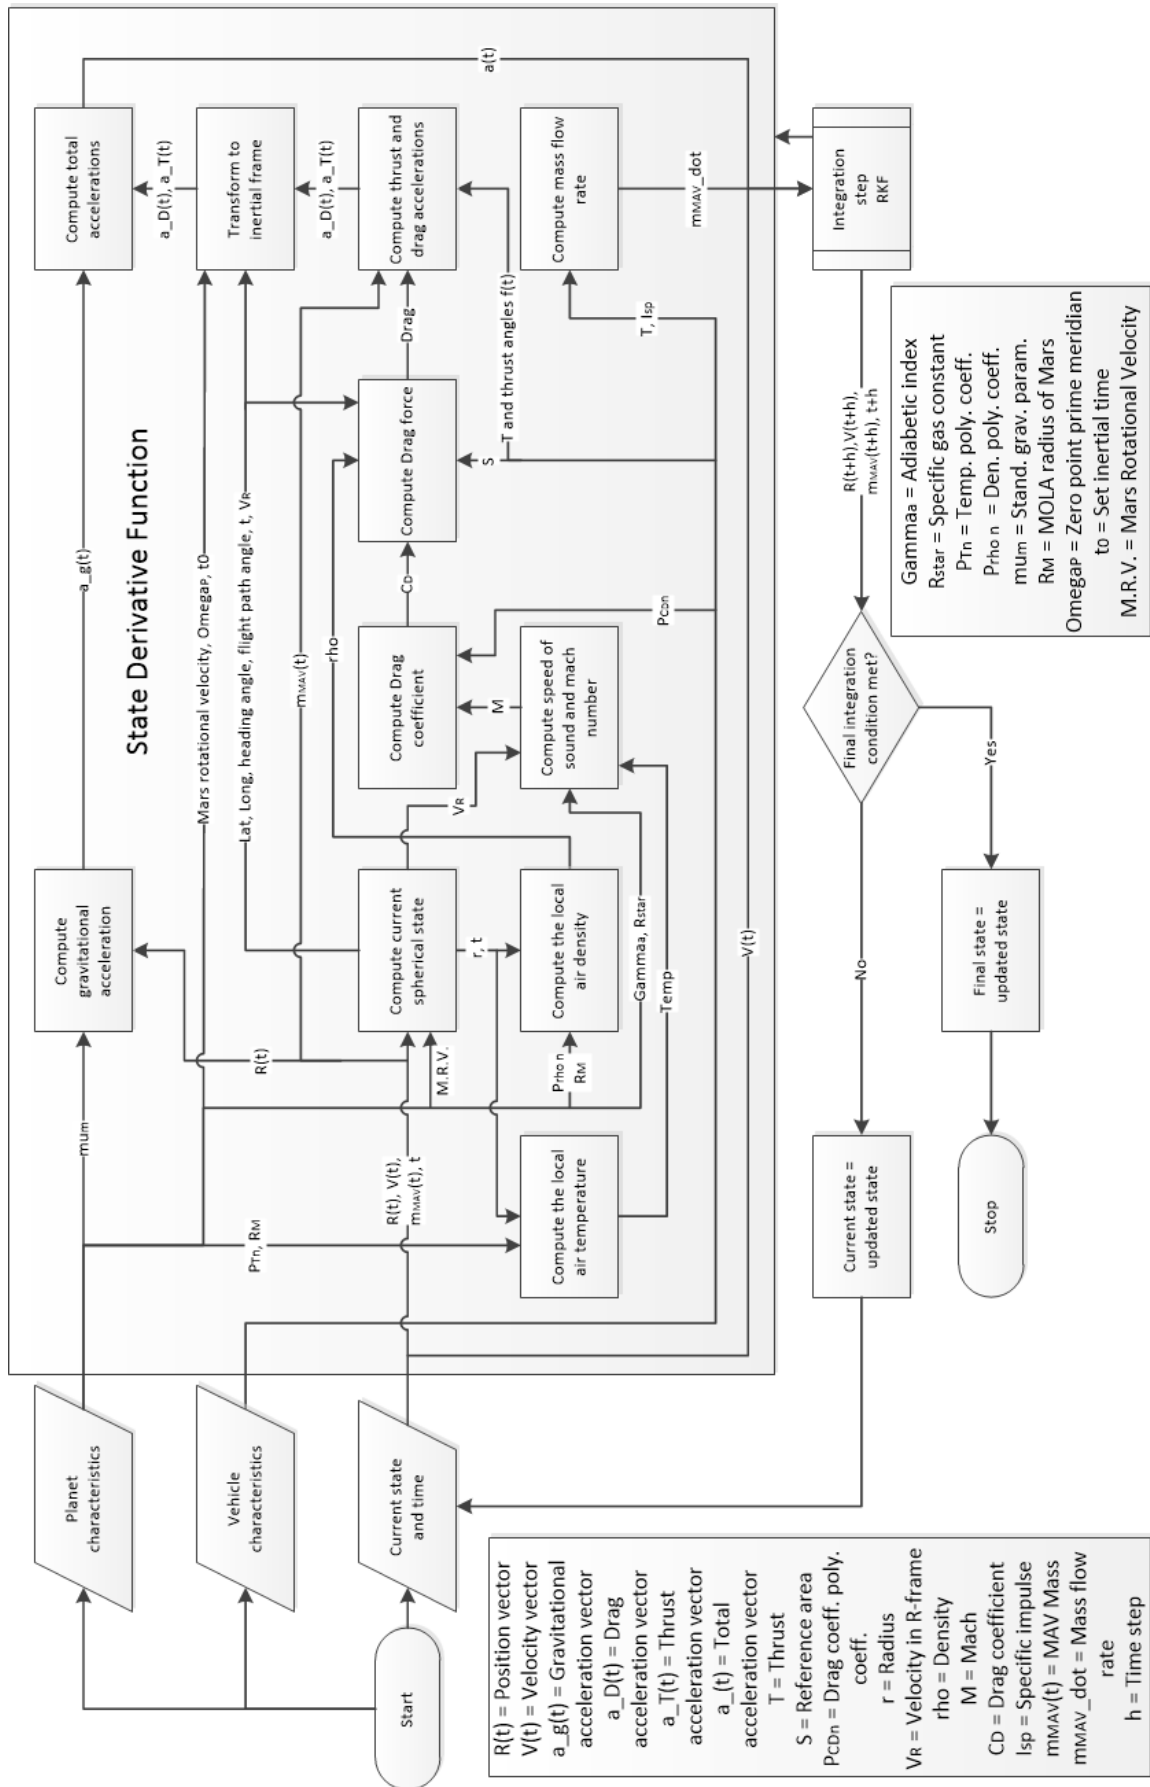 Start
Planet
characteristics
Vehicle
characteristics
Current state
and time
State Derivative Function
mum
PTn, RM
R(t), V(t),
mMAV(t), t
R(t)
M.R.V.
Prho n
RM
Compute
gravitational
acceleration
a_g(t)
Mars rotational velocity, OmegaP, t0
Lat, Long, heading angle, flight path angle, t, VR
mMAV(t)
Compute current
spherical state
r, t
Compute the local
air density
Compute the local
air temperature
Gammaa, Rstar
Temp
VR
rho
Compute Drag
coefficient
M
Compute speed of
sound and mach
number
CD
PCDn
Compute Drag force
S
Drag
T and thrust angles f(t)
T, Isp
V(t)
Compute total
accelerations
a_D(t), a_T(t)
Transform to
inertial frame
a_D(t), a_T(t)
Compute thrust and
drag accelerations
Compute mass flow
rate
mMAV_dot
a(t)
Integration
step
RKF
R(t+h),V(t+h),
mMAV(t+h), t+h
Final integration
condition met?
No
Yes
Current state =
updated state
Final state =
updated state
Stop
R(t) = Position vector
V(t) = Velocity vector
a_g(t) = Gravitational
acceleration vector
a_D(t) = Drag
acceleration vector
a_T(t) = Thrust
acceleration vector
a_(t) = Total
acceleration vector
T = Thrust
S = Reference area
PCDn = Drag coeff. poly.
coeff.
r = Radius
VR = Velocity in R-frame
rho = Density
M = Mach
CD = Drag coefficient
Isp = Specific impulse
mMAV(t) = MAV Mass
mMAV_dot = Mass flow
rate
h = Time step
Gammaa = Adiabetic index
Rstar = Specific gas constant
PTn = Temp. poly. coeff.
Prho n = Den. poly. coeff.
mum = Stand. grav. param.
RM = MOLA radius of Mars
OmegaP = Zero point prime meridian
t0 = Set inertial time
M.R.V. = Mars Rotational Velocity